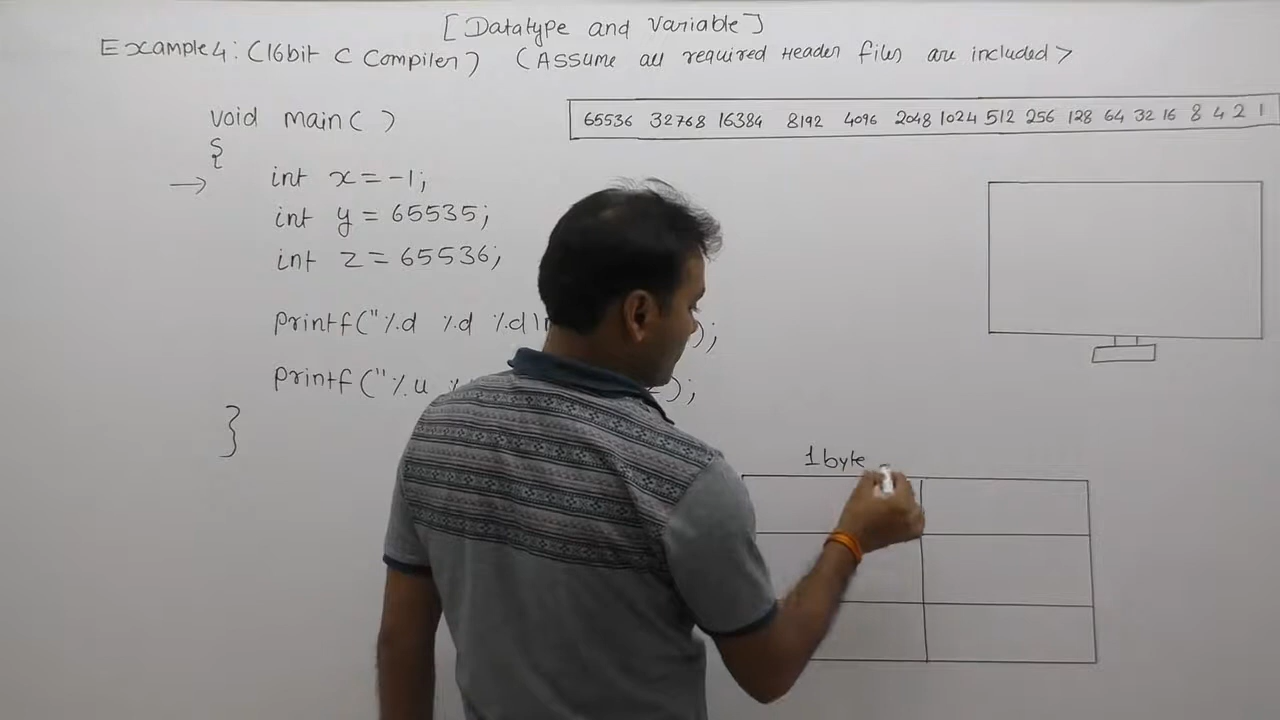 [Datatype and Variable]
Example 4: (16bit C Compiler) (Assume all required Header files are included)
65536 32768 16384 8192 4096 2048 1024 512 256 128 64 32 16 8 4 2 1
void main( )
{
→ int x = -1;
int y = 65535;
int z = 65536;
printf("%d %d %d\n );
printf("%u );
}
1 byte